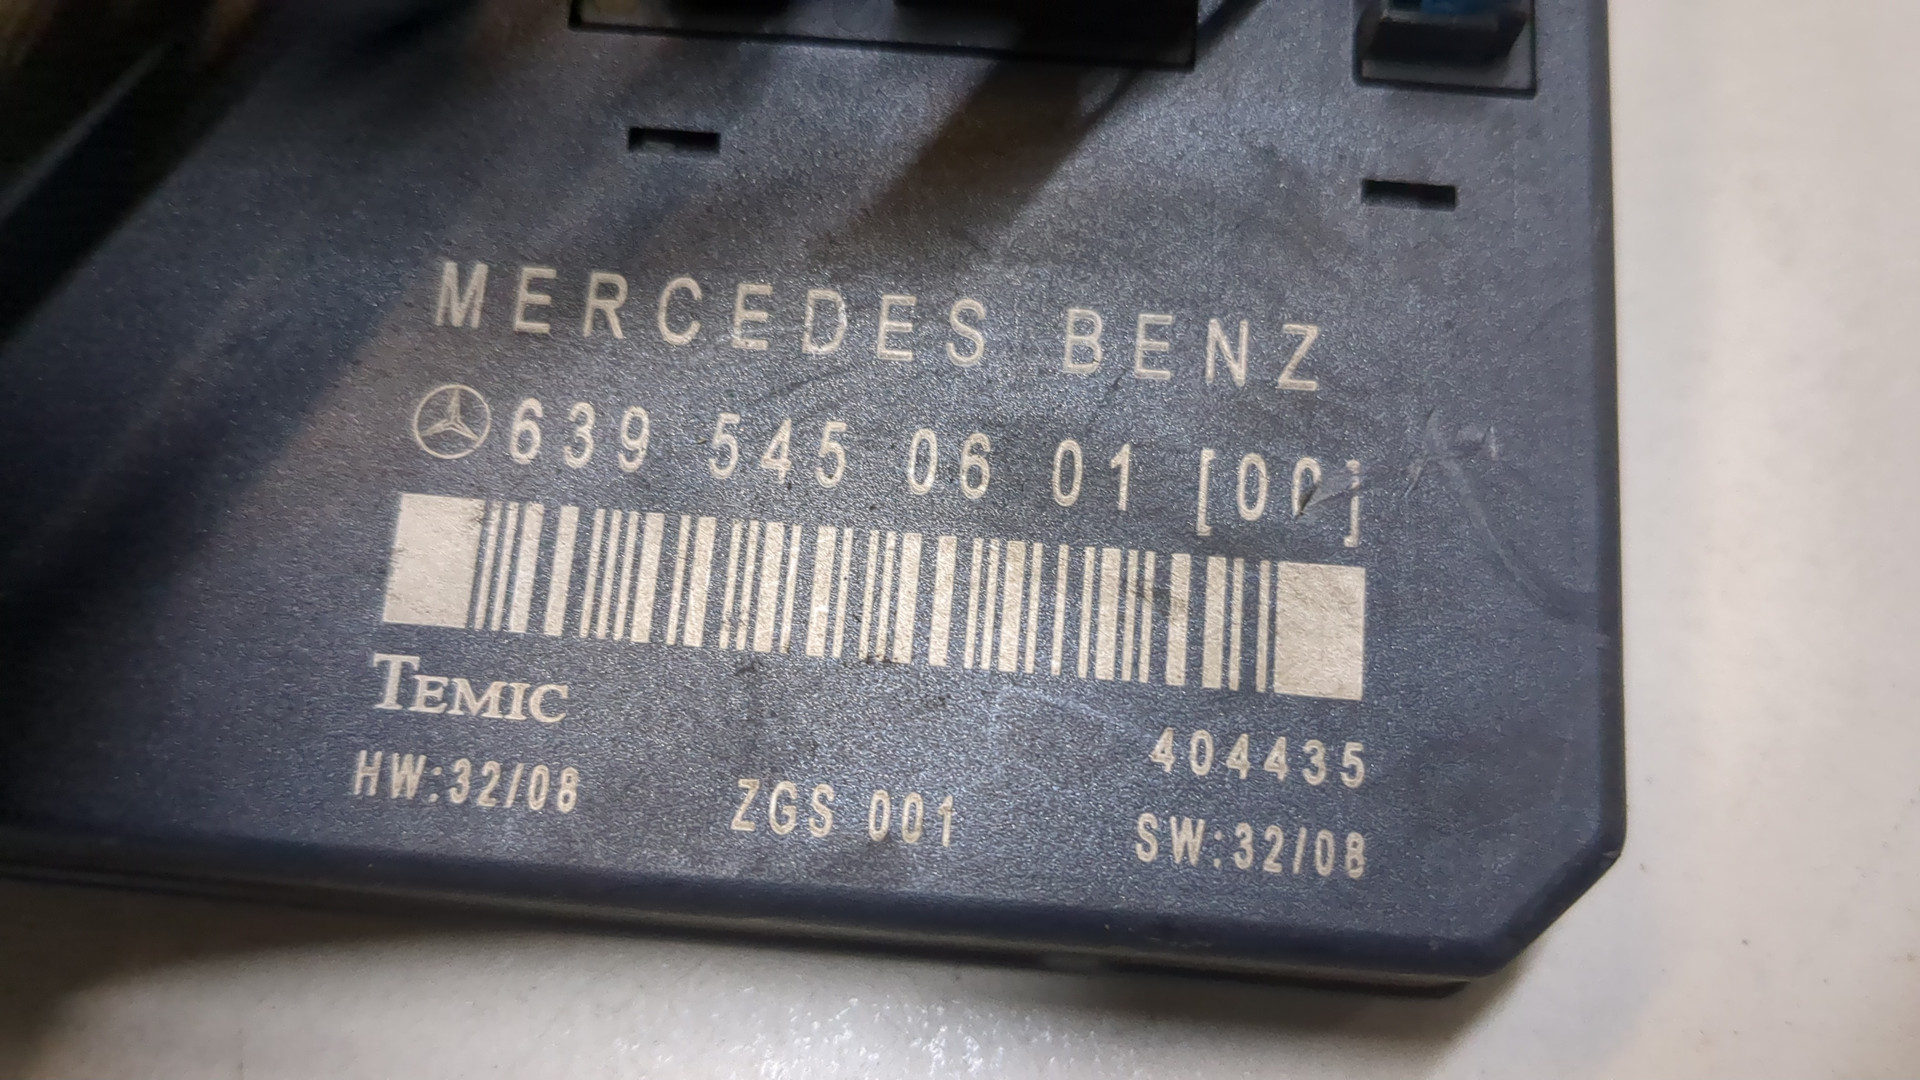 MERCEDES BENZ
639 545 06 01 [00]
TEMIC
404435
HW:32/08 ZGS 001 SW:32/08